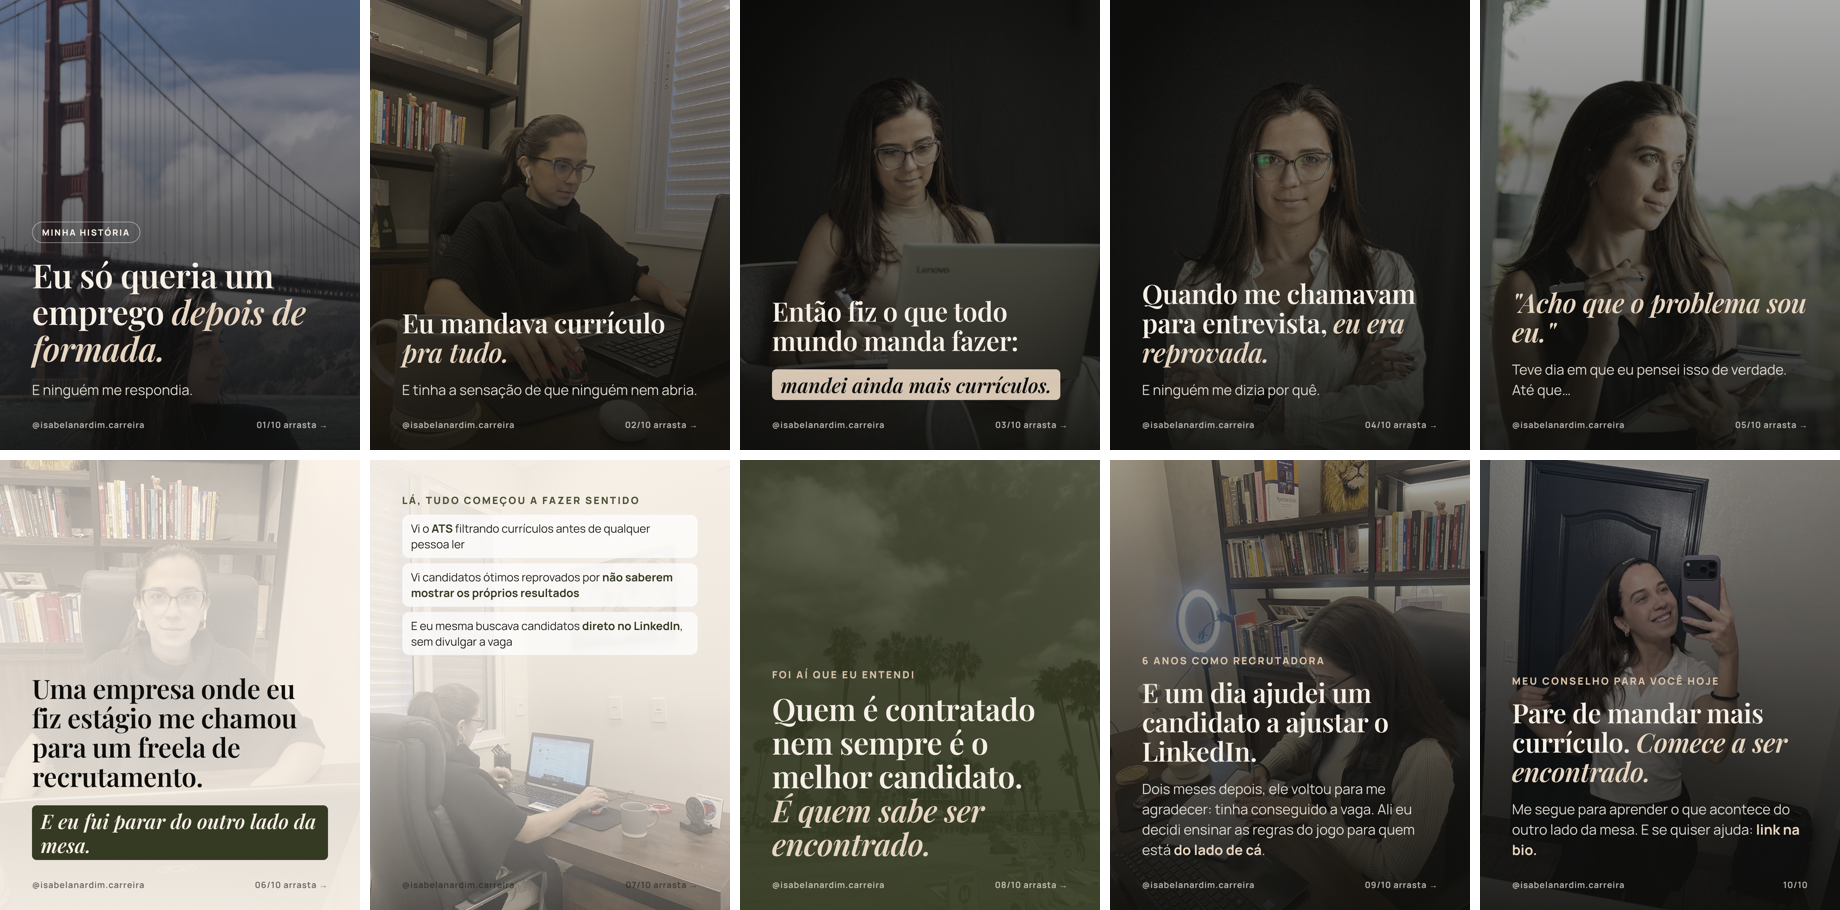 MINHA HISTÓRIA
Eu só queria um
emprego depois de
formada.
E ninguém me respondia.
@isabelanardim.carreira
01/10 arrasta →
Eu mandava currículo
pra tudo.
E tinha a sensação de que ninguém nem abria.
@isabelanardim.carreira
02/10 arrasta →
Lenovo
Então fiz o que todo
mundo manda fazer:
mandei ainda mais currículos.
@isabelanardim.carreira
03/10 arrasta →
Quando me chamavam
para entrevista, eu era
reprovada.
E ninguém me dizia por quê.
@isabelanardim.carreira
04/10 arrasta →
"Acho que o problema sou
eu."
Teve dia em que eu pensei isso de verdade.
Até que...
@isabelanardim.carreira
05/10 arrasta →
Uma empresa onde eu
fiz estágio me chamou
para um freela de
recrutamento.
E eu fui parar do outro lado da
mesa.
@isabelanardim.carreira
06/10 arrasta →
LÁ, TUDO COMEÇOU A FAZER SENTIDO
Vi o ATS filtrando currículos antes de qualquer
pessoa ler
Vi candidatos ótimos reprovados por não saberem
mostrar os próprios resultados
E eu mesma buscava candidatos direto no LinkedIn,
sem divulgar a vaga
@isabelanardim.carreira
07/10 arrasta →
FOI AÍ QUE EU ENTENDI
Quem é contratado
nem sempre é o
melhor candidato.
É quem sabe ser
encontrado.
@isabelanardim.carreira
08/10 arrasta →
6 ANOS COMO RECRUTADORA
E um dia ajudei um
candidato a ajustar o
LinkedIn.
Dois meses depois, ele voltou para me
agradecer: tinha conseguido a vaga. Ali eu
decidi ensinar as regras do jogo para quem
está do lado de cá.
@isabelanardim.carreira
09/10 arrasta →
MEU CONSELHO PARA VOCÊ HOJE
Pare de mandar mais
currículo. Comece a ser
encontrado.
Me segue para aprender o que acontece do
outro lado da mesa. E se quiser ajuda: link na
bio.
@isabelanardim.carreira
10/10